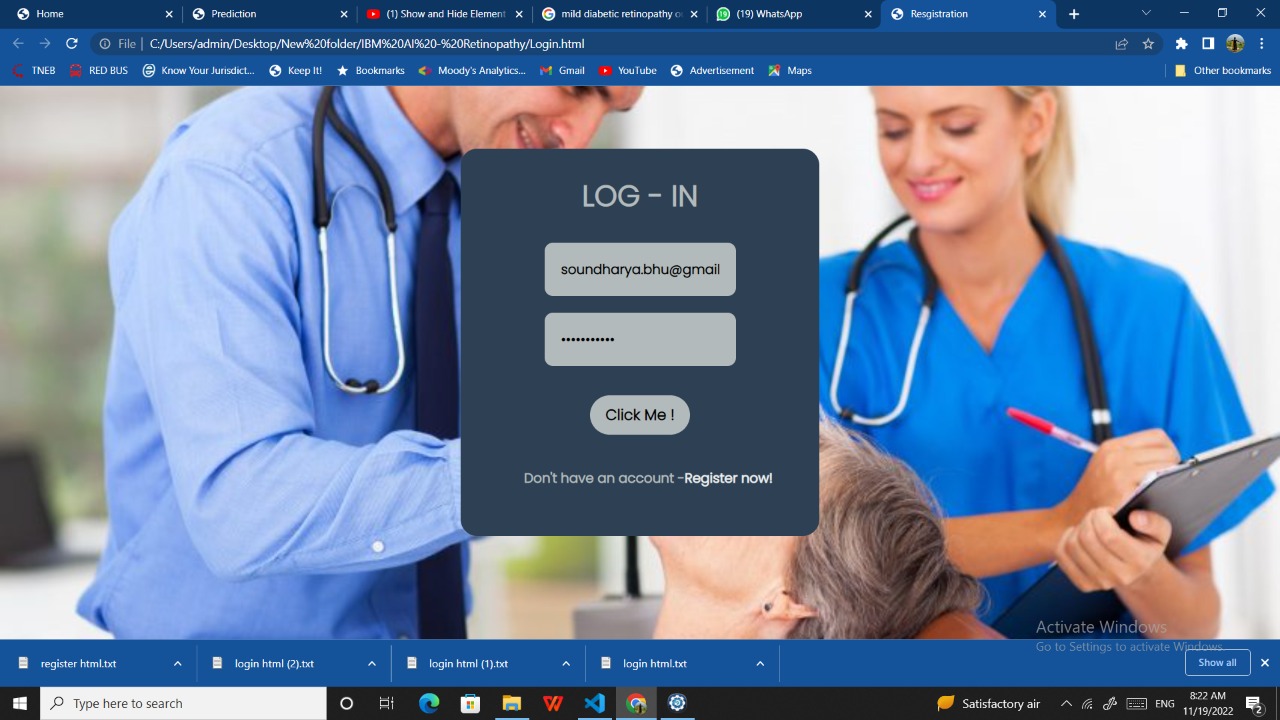 Home
Prediction
(1) Show and Hide Element
mild diabetic retinopathy o
(19) WhatsApp
Resgistration
File
C:/Users/admin/Desktop/New%20folder/IBM%20AI%20-%20Retinopathy/Login.html
TNEB
RED BUS
Know Your Jurisdict...
Keep It!
Bookmarks
Moody's Analytics...
Gmail
YouTube
Advertisement
Maps
Other bookmarks
LOG - IN
soundharya.bhu@gmail
•••••••••••
Click Me !
Don't have an account -Register now!
Activate Windows
Go to Settings to activate Windows.
register html.txt
login html (2).txt
login html (1).txt
login html.txt
Show all
Type here to search
Satisfactory air
ENG
8:22 AM
11/19/2022
2